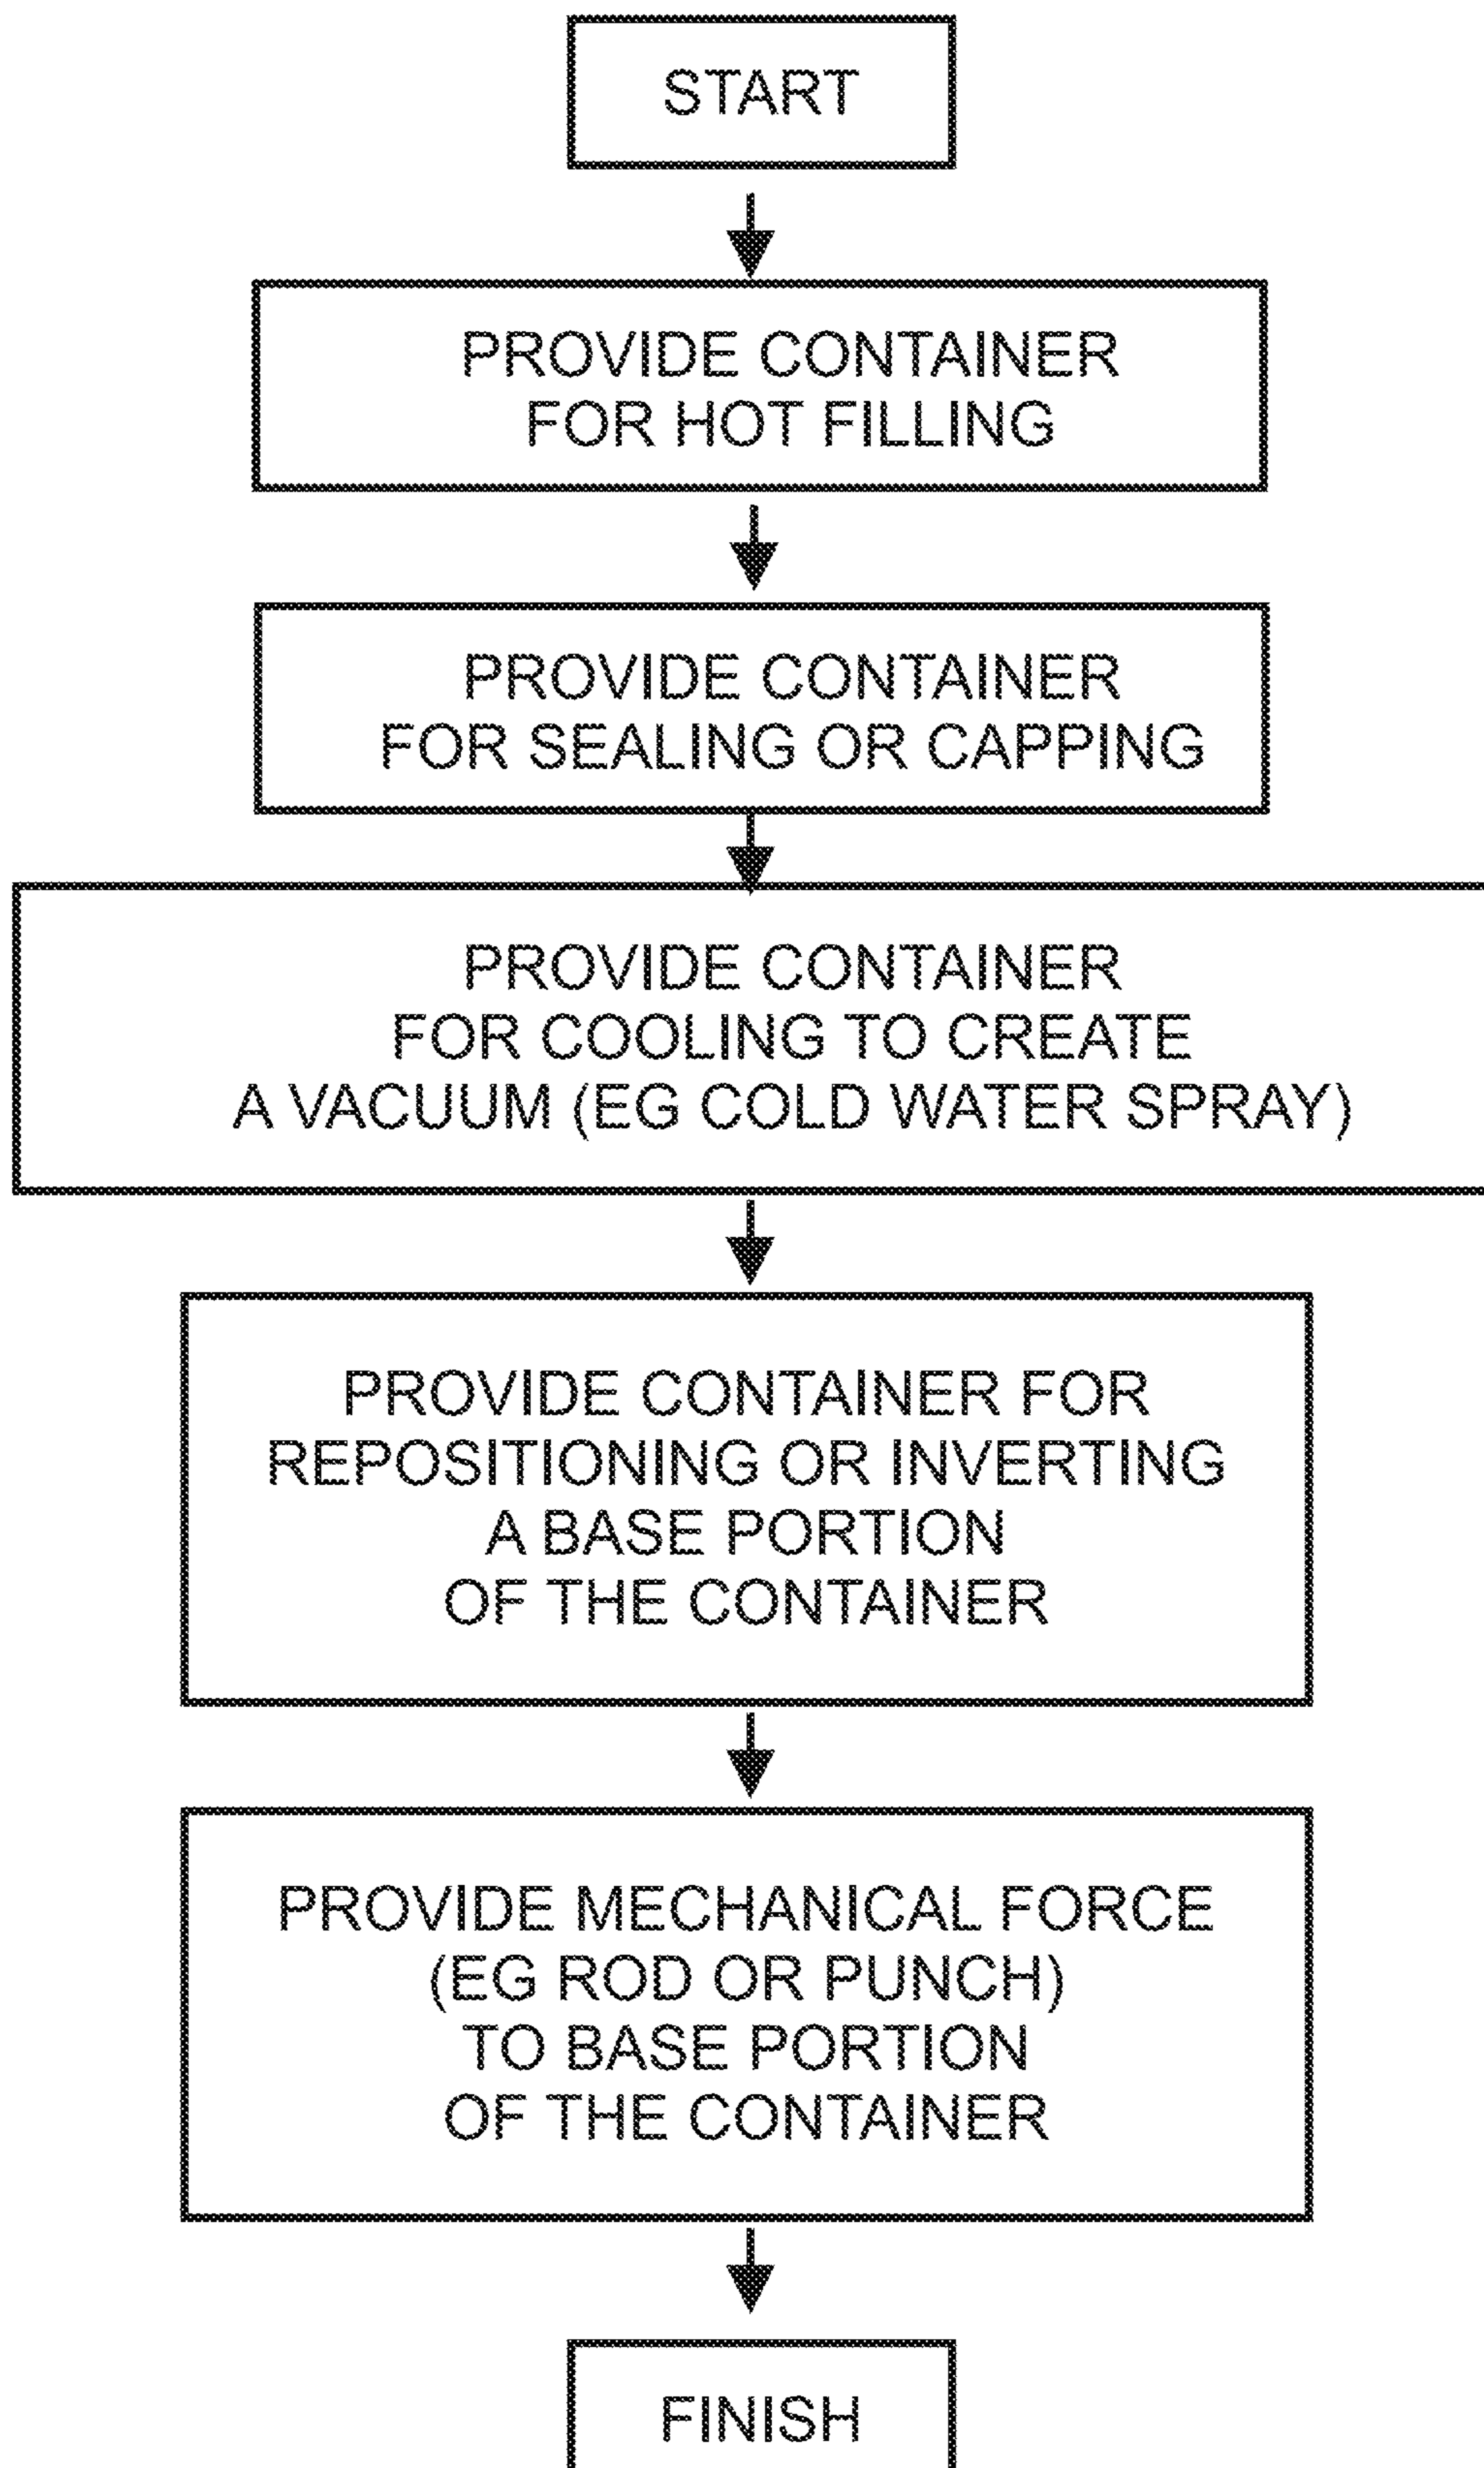 START
PROVIDE CONTAINER
FOR HOT FILLING
PROVIDE CONTAINER
FOR SEALING OR CAPPING
PROVIDE CONTAINER
FOR COOLING TO CREATE
A VACUUM (EG COLD WATER SPRAY)
PROVIDE CONTAINER FOR
REPOSITIONING OR INVERTING
A BASE PORTION
OF THE CONTAINER
PROVIDE MECHANICAL FORCE
(EG ROD OR PUNCH)
TO BASE PORTION
OF THE CONTAINER
FINISH